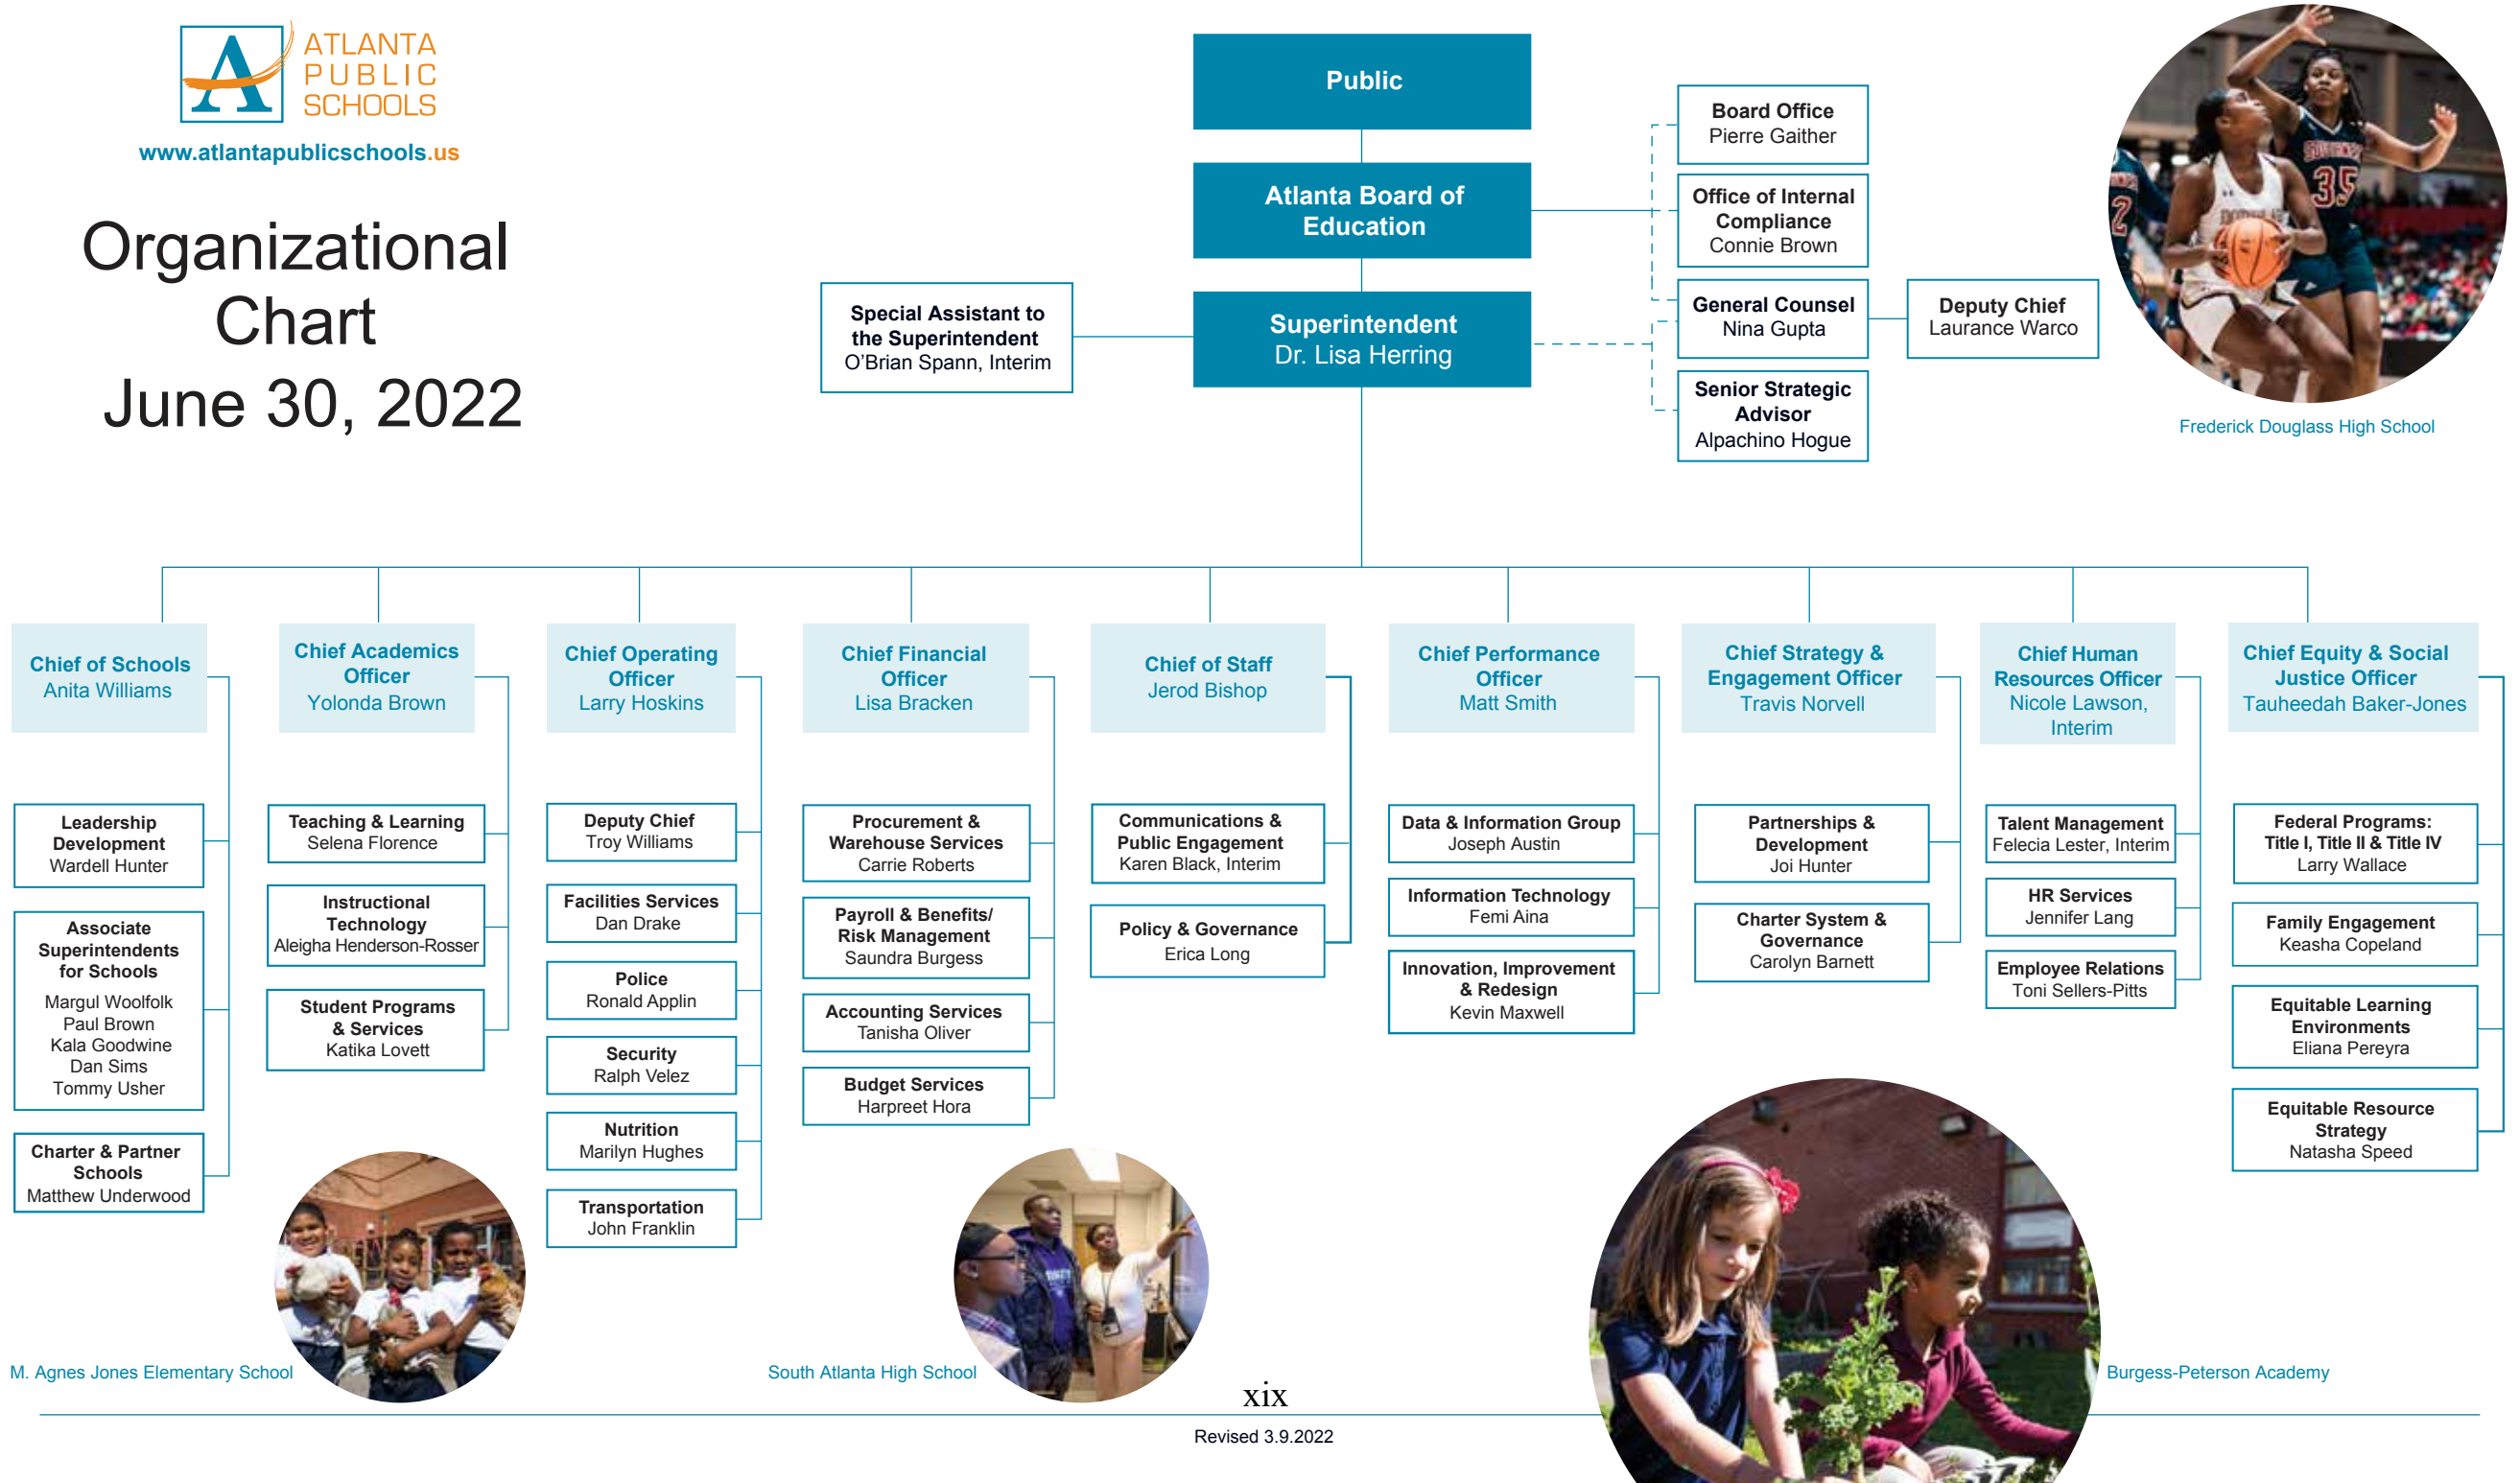 ATLANTA
PUBLIC
SCHOOLS
www.atlantapublicschools.us
Organizational
Chart
June 30, 2022
Public
Atlanta Board of
Education
Superintendent
Dr. Lisa Herring
Special Assistant to
the Superintendent
O'Brian Spann, Interim
Board Office
Pierre Gaither
Office of Internal
Compliance
Connie Brown
General Counsel
Nina Gupta
Deputy Chief
Laurance Warco
Senior Strategic
Advisor
Alpachino Hogue
35
2
Frederick Douglass High School
Chief of Schools
Anita Williams
Leadership
Development
Wardell Hunter
Associate
Superintendents
for Schools
Margul Woolfolk
Paul Brown
Kala Goodwine
Dan Sims
Tommy Usher
Charter & Partner
Schools
Matthew Underwood
Chief Academics
Officer
Yolonda Brown
Teaching & Learning
Selena Florence
Instructional
Technology
Aleigha Henderson-Rosser
Student Programs
& Services
Katika Lovett
Chief Operating
Officer
Larry Hoskins
Deputy Chief
Troy Williams
Facilities Services
Dan Drake
Police
Ronald Applin
Security
Ralph Velez
Nutrition
Marilyn Hughes
Transportation
John Franklin
Chief Financial
Officer
Lisa Bracken
Procurement &
Warehouse Services
Carrie Roberts
Payroll & Benefits/
Risk Management
Saundra Burgess
Accounting Services
Tanisha Oliver
Budget Services
Harpreet Hora
Chief of Staff
Jerod Bishop
Communications &
Public Engagement
Karen Black, Interim
Policy & Governance
Erica Long
Chief Performance
Officer
Matt Smith
Data & Information Group
Joseph Austin
Information Technology
Femi Aina
Innovation, Improvement
& Redesign
Kevin Maxwell
Chief Strategy &
Engagement Officer
Travis Norvell
Partnerships &
Development
Joi Hunter
Charter System &
Governance
Carolyn Barnett
Chief Human
Resources Officer
Nicole Lawson,
Interim
Talent Management
Felecia Lester, Interim
HR Services
Jennifer Lang
Employee Relations
Toni Sellers-Pitts
Chief Equity & Social
Justice Officer
Tauheedah Baker-Jones
Federal Programs:
Title I, Title II & Title IV
Larry Wallace
Family Engagement
Keasha Copeland
Equitable Learning
Environments
Eliana Pereyra
Equitable Resource
Strategy
Natasha Speed
M. Agnes Jones Elementary School
South Atlanta High School
Burgess-Peterson Academy
xix
Revised 3.9.2022